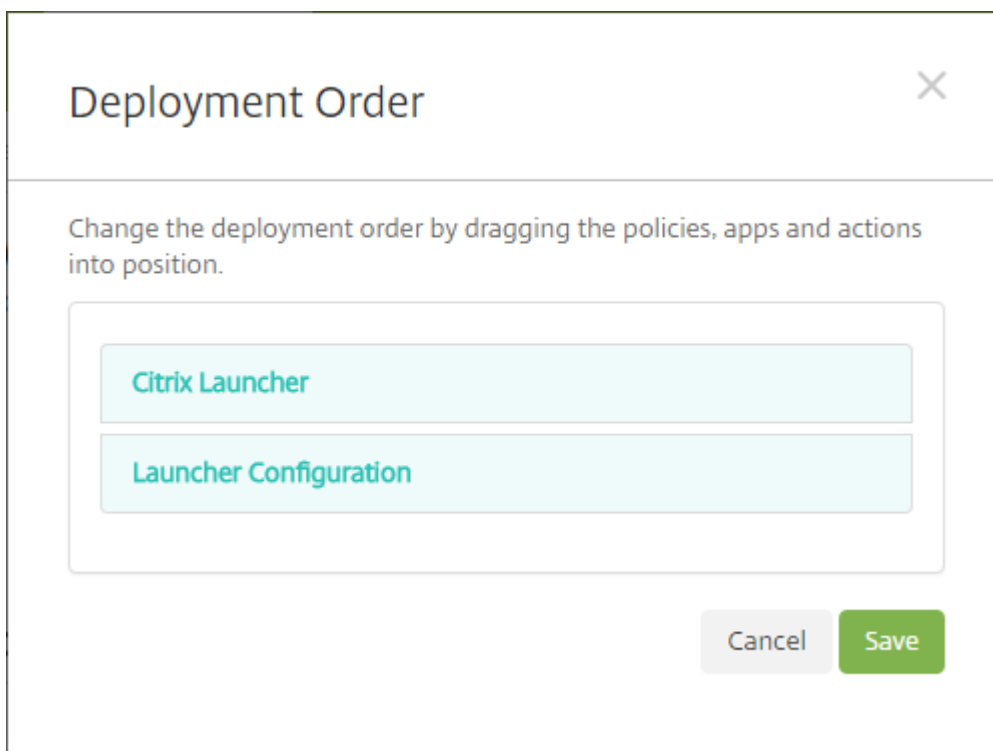 Deployment Order
Change the deployment order by dragging the policies, apps and actions
into position.
Citrix Launcher
Launcher Configuration
Cancel
Save